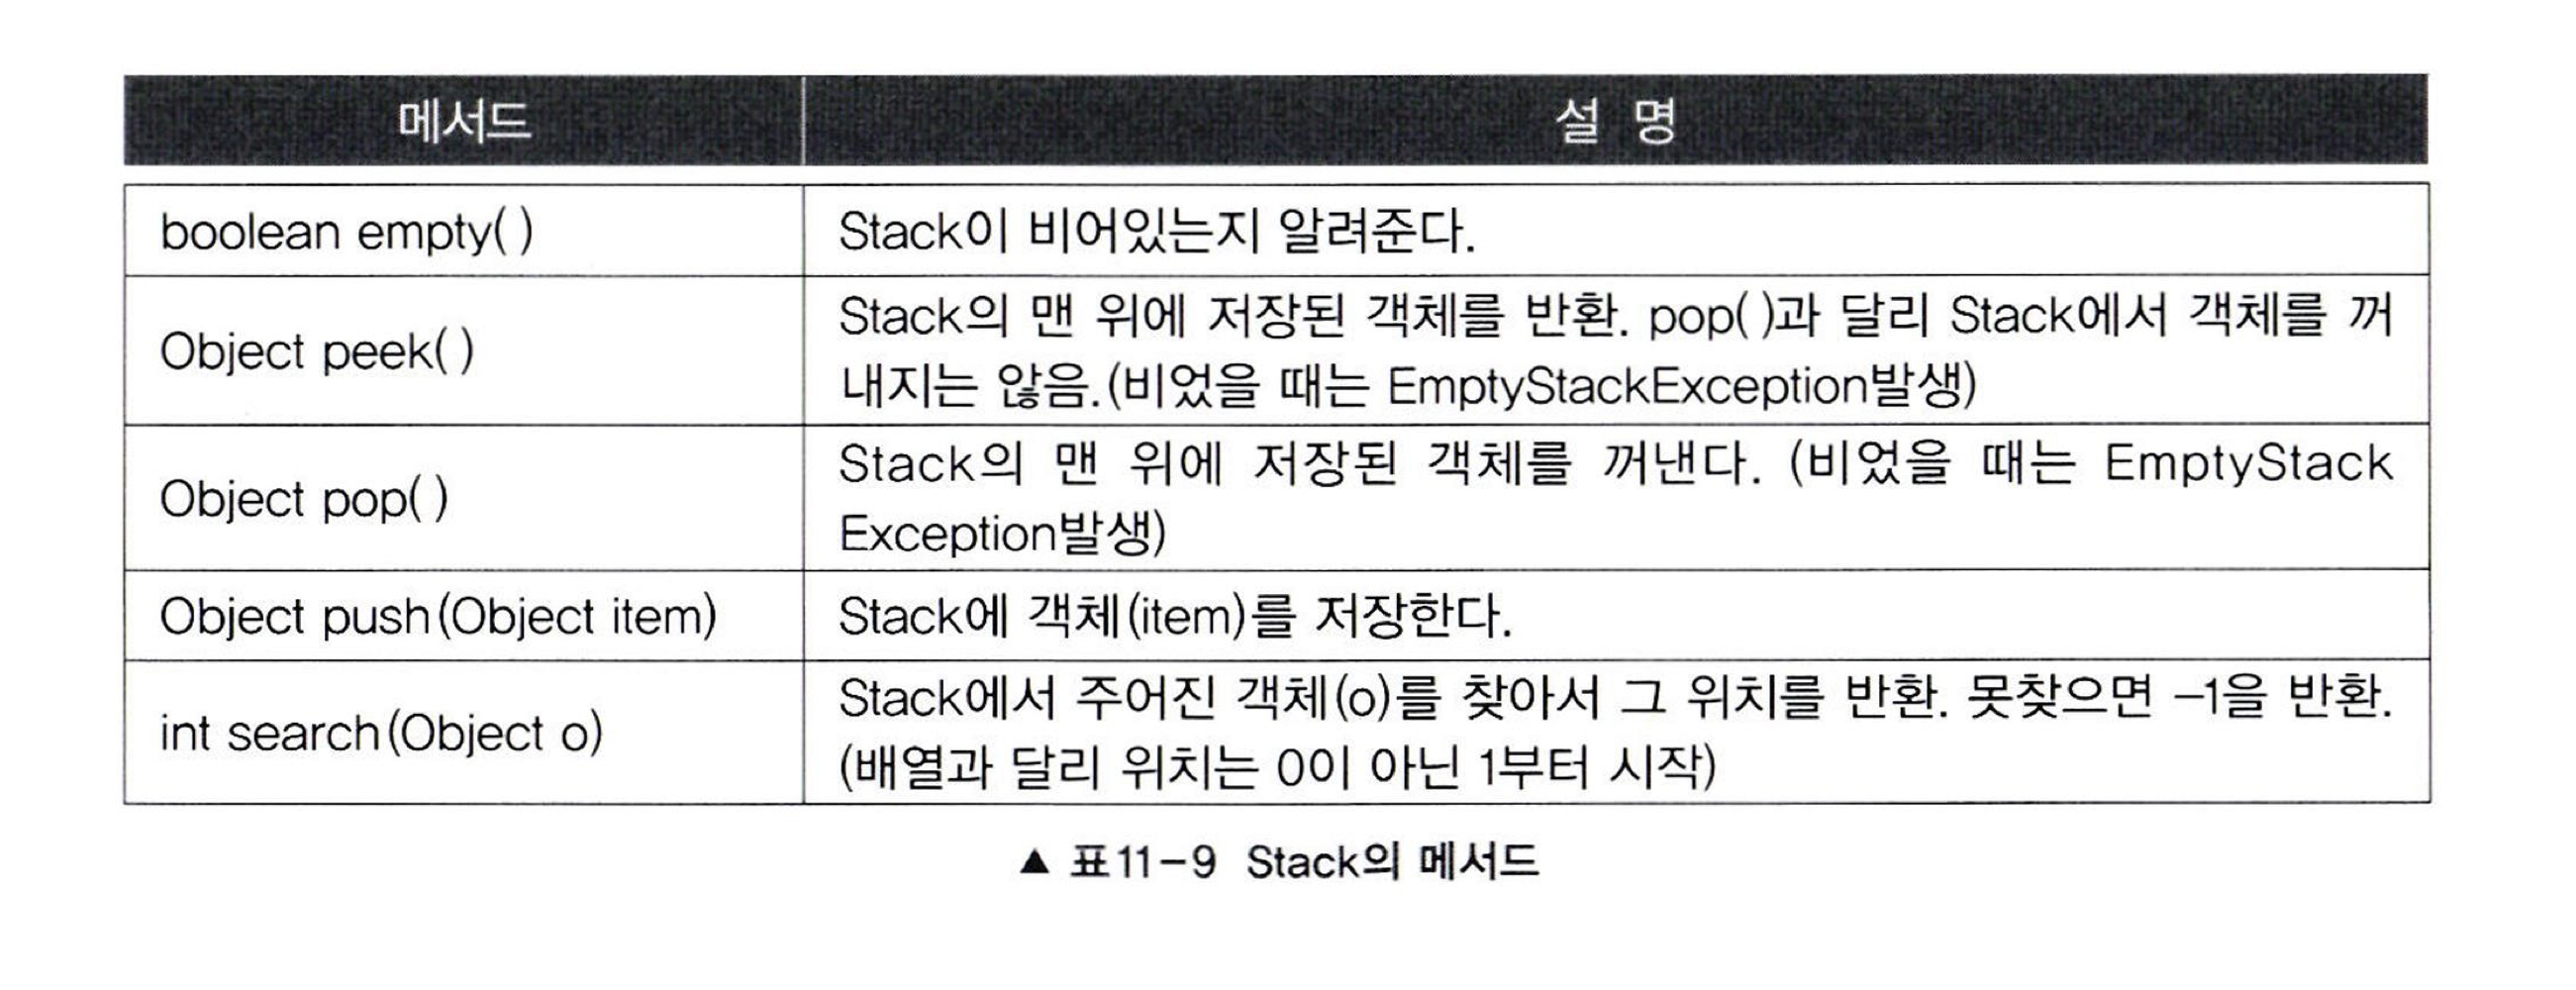 메서드
설 명
boolean empty( )
Stack이 비어있는지 알려준다.
Object peek( )
Stack의 맨 위에 저장된 객체를 반환. pop( )과 달리 Stack에서 객체를 꺼
내지는 않음.(비었을 때는 EmptyStackException발생)
Object pop( )
Stack의 맨 위에 저장된 객체를 꺼낸다. (비었을 때는 EmptyStack
Exception발생)
Object push(Object item)
Stack에 객체(item)를 저장한다.
int search(Object o)
Stack에서 주어진 객체(o)를 찾아서 그 위치를 반환. 못찾으면 -1을 반환.
(배열과 달리 위치는 0이 아닌 1부터 시작)
▲ 표11-9 Stack의 메서드